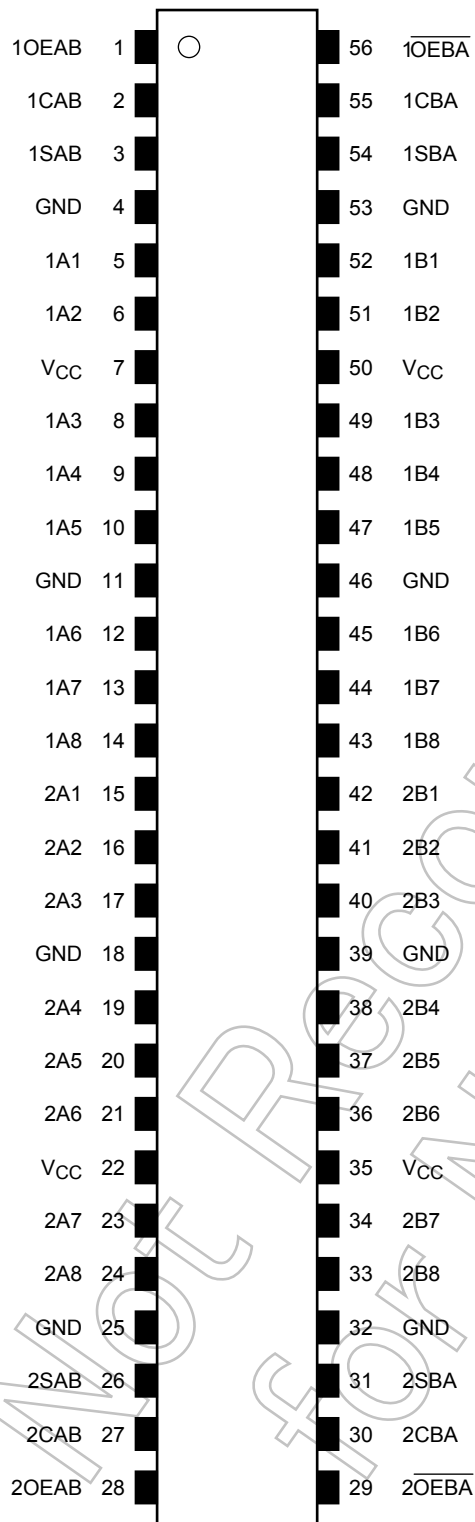 1OEAB 1 56 1OEBA
1CAB 2 55 1CBA
1SAB 3 54 1SBA
GND 4 53 GND
1A1 5 52 1B1
1A2 6 51 1B2
VCC 7 50 VCC
1A3 8 49 1B3
1A4 9 48 1B4
1A5 10 47 1B5
GND 11 46 GND
1A6 12 45 1B6
1A7 13 44 1B7
1A8 14 43 1B8
2A1 15 42 2B1
2A2 16 41 2B2
2A3 17 40 2B3
GND 18 39 GND
2A4 19 38 2B4
2A5 20 37 2B5
2A6 21 36 2B6
VCC 22 35 VCC
2A7 23 34 2B7
2A8 24 33 2B8
GND 25 32 GND
2SAB 26 31 2SBA
2CAB 27 30 2CBA
2OEAB 28 29 2OEBA
Not
for